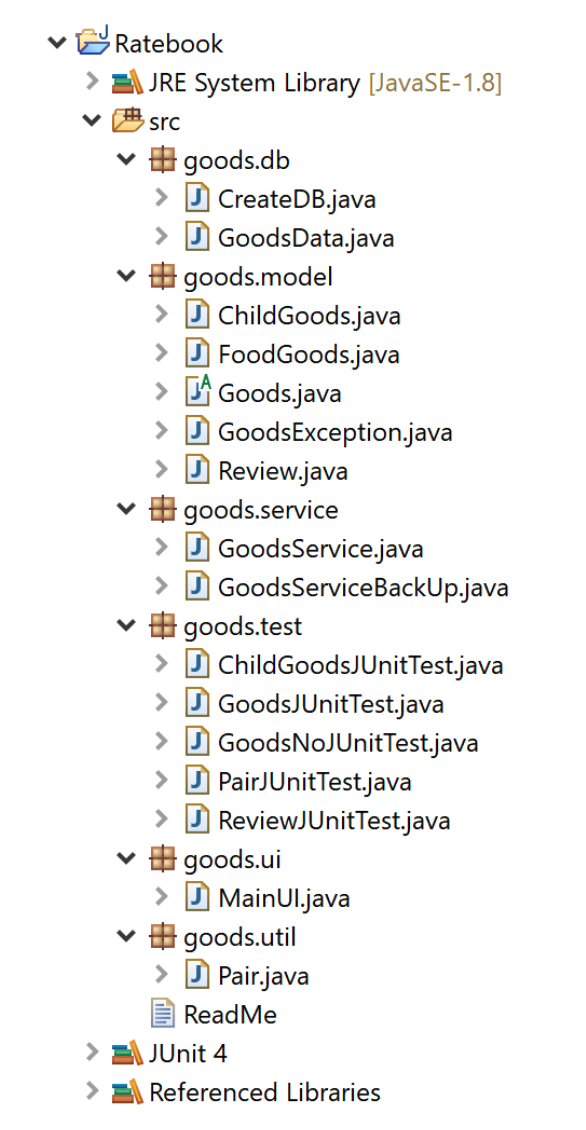 Ratebook
JRE System Library [JavaSE-1.8]
src
goods.db
CreateDB.java
GoodsData.java
goods.model
ChildGoods.java
FoodGoods.java
Goods.java
GoodsException.java
Review.java
goods.service
GoodsService.java
GoodsServiceBackUp.java
goods.test
ChildGoodsJUnitTest.java
GoodsJUnitTest.java
GoodsNoJUnitTest.java
PairJUnitTest.java
ReviewJUnitTest.java
goods.ui
MainUI.java
goods.util
Pair.java
ReadMe
JUnit 4
Referenced Libraries